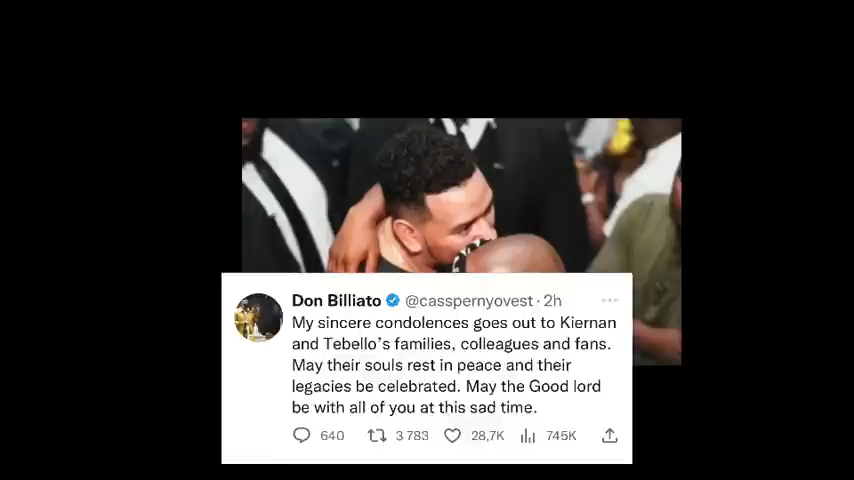 Don Billiato @casspernyovest · 2h
My sincere condolences goes out to Kiernan
and Tebello's families, colleagues and fans.
May their souls rest in peace and their
legacies be celebrated. May the Good lord
be with all of you at this sad time.
640 3 783 28,7K 745K